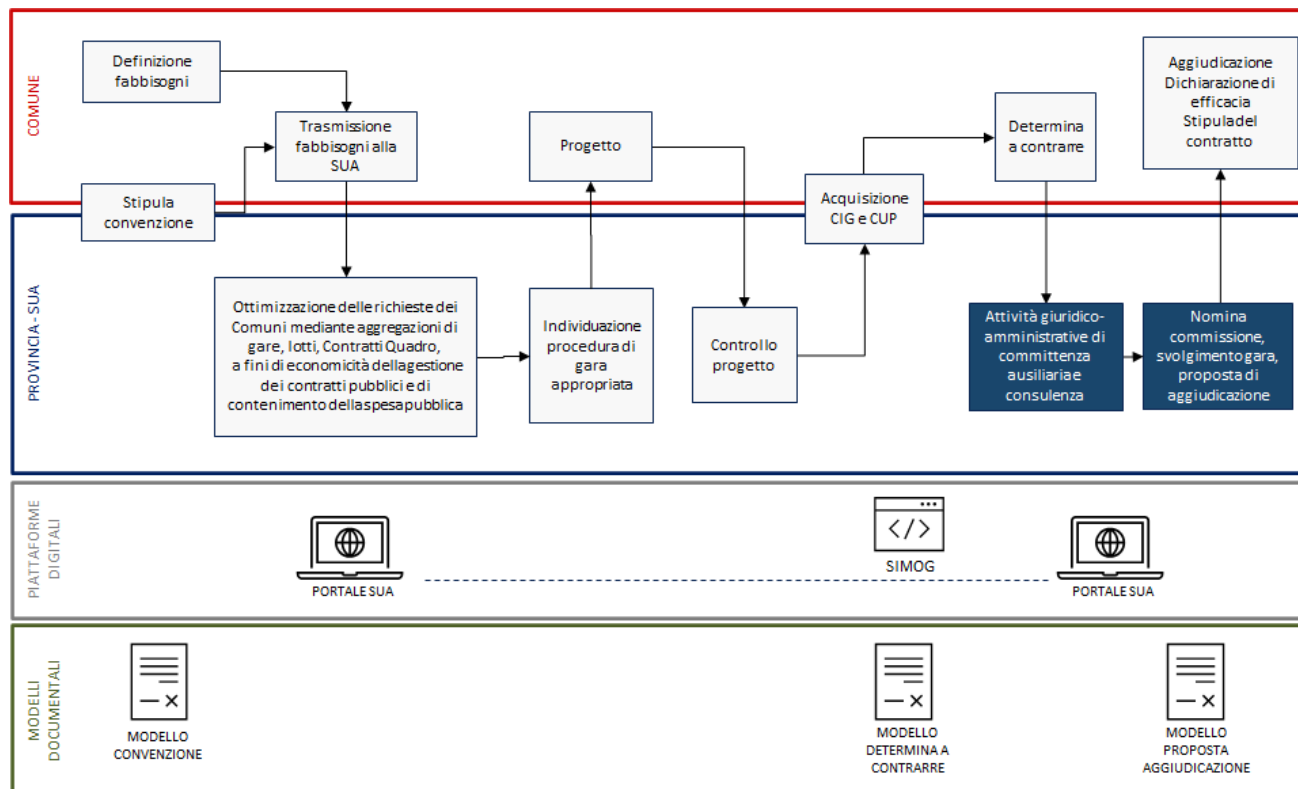 COMUNE
Definizione
fabbisogni
Trasmissione
fabbisogni alla
SUA
Stipula
convenzione
Progetto
Acquisizione
CIG e CUP
Determina
a contrarre
Aggiudicazione
Dichiarazione di
efficacia
Stipula del
contratto
PROVINCIA - SUA
Ottimizzazione delle richieste dei
Comuni mediante aggregazioni di
gare, lotti, Contratti Quadro,
a fini di economicità della gestione
dei contratti pubblici e di
contenimento della spesa pubblica
Individuazione
procedura di
gara
appropriata
Controllo
progetto
Attività giuridico-
amministrative di
committenza
ausiliaria e
consulenza
Nomina
commissione,
svolgimento gara,
proposta di
aggiudicazione
PIATTAFORME
DIGITALI
PORTALE SUA
SIMOG
PORTALE SUA
MODELLI
DOCUMENTALI
MODELLO
CONVENZIONE
MODELLO
DETERMINA A
CONTRARRE
MODELLO
PROPOSTA
AGGIUDICAZIONE